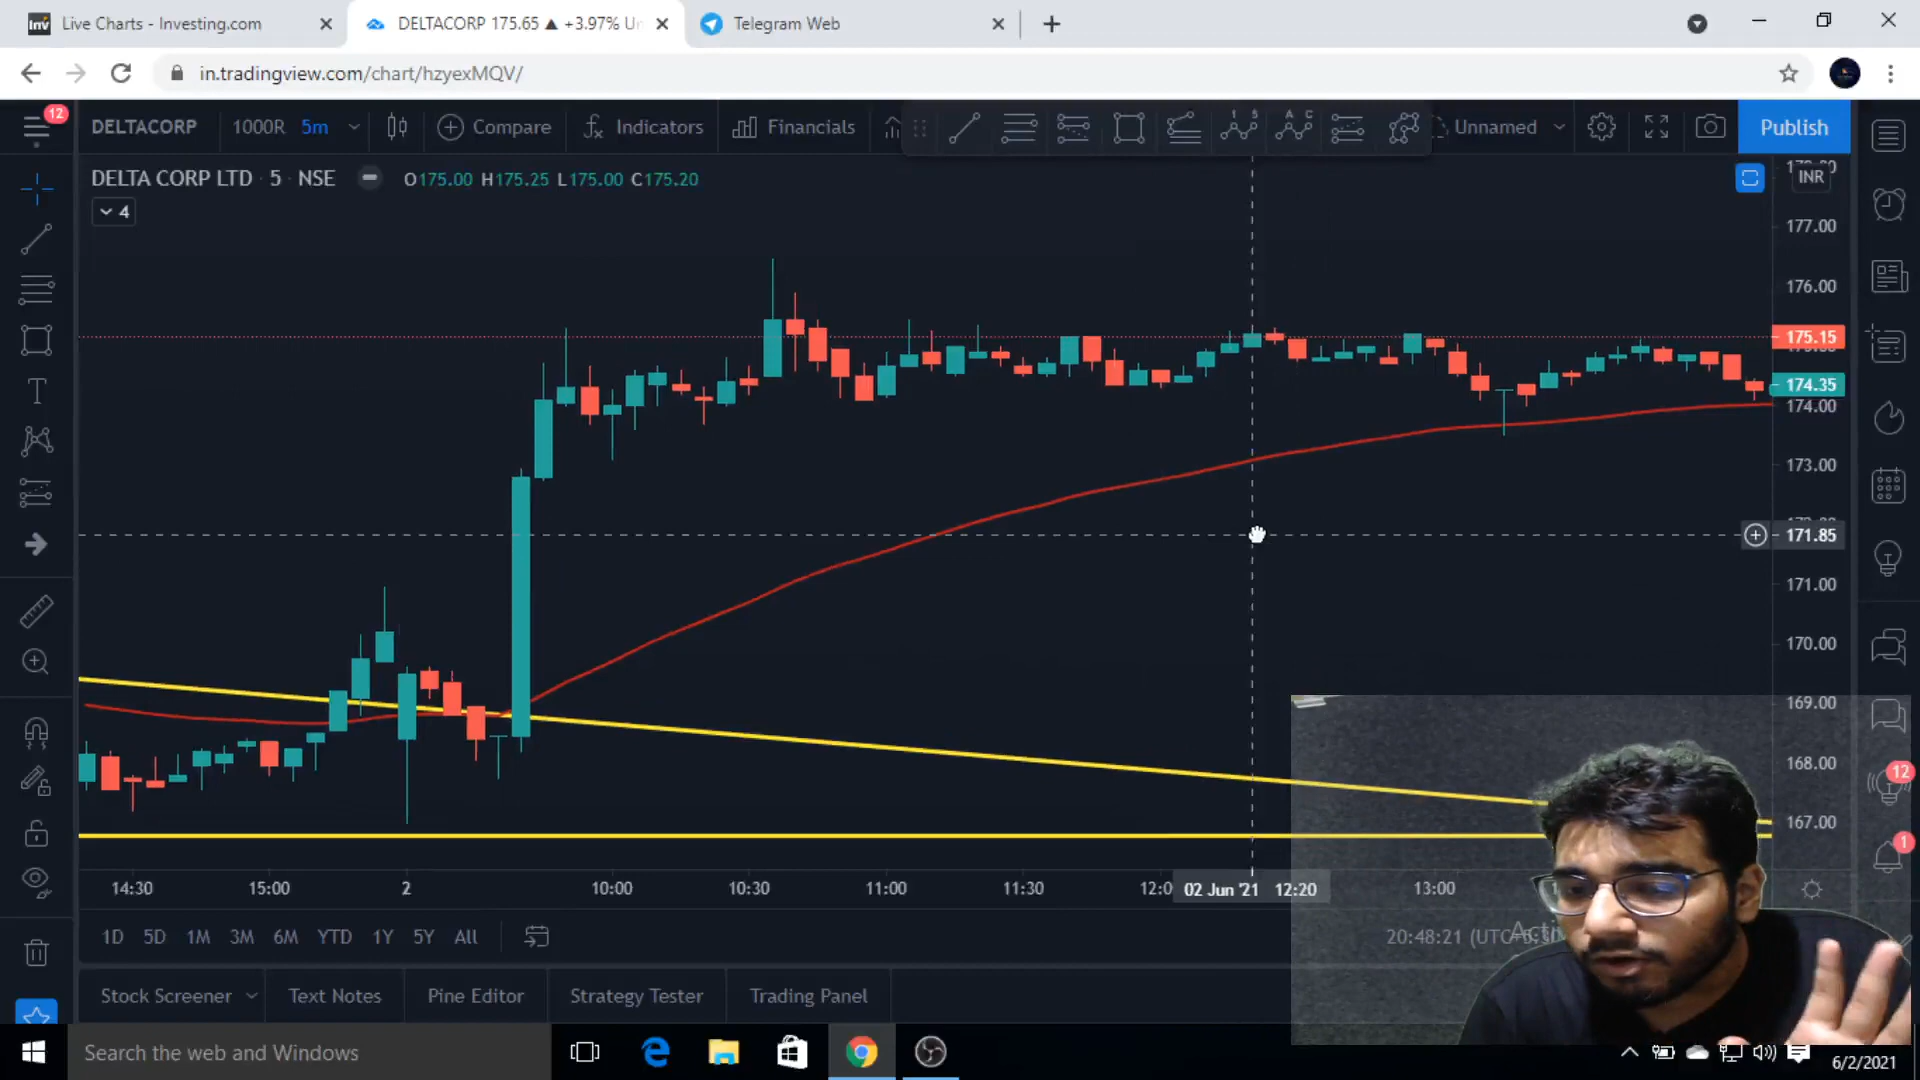 Live Charts - Investing.com
DELTACORP 175.65 ▲ +3.97%
Telegram Web
in.tradingview.com/chart/hzyexMQV/
12
DELTACORP
1000R
5m
Compare
Indicators
Financials
Unnamed
Publish
DELTA CORP LTD · 5 · NSE
O175.00 H175.25 L175.00 C175.20
4
INR
177.00
176.00
175.15
174.35
174.00
173.00
171.85
171.00
170.00
169.00
168.00
167.00
12
1
14:30
15:00
2
10:00
10:30
11:00
11:30
02 Jun '21 12:20
13:00
1D 5D 1M 3M 6M YTD 1Y 5Y All
20:48:21
Stock Screener
Text Notes
Pine Editor
Strategy Tester
Trading Panel
Search the web and Windows
6/2/2021